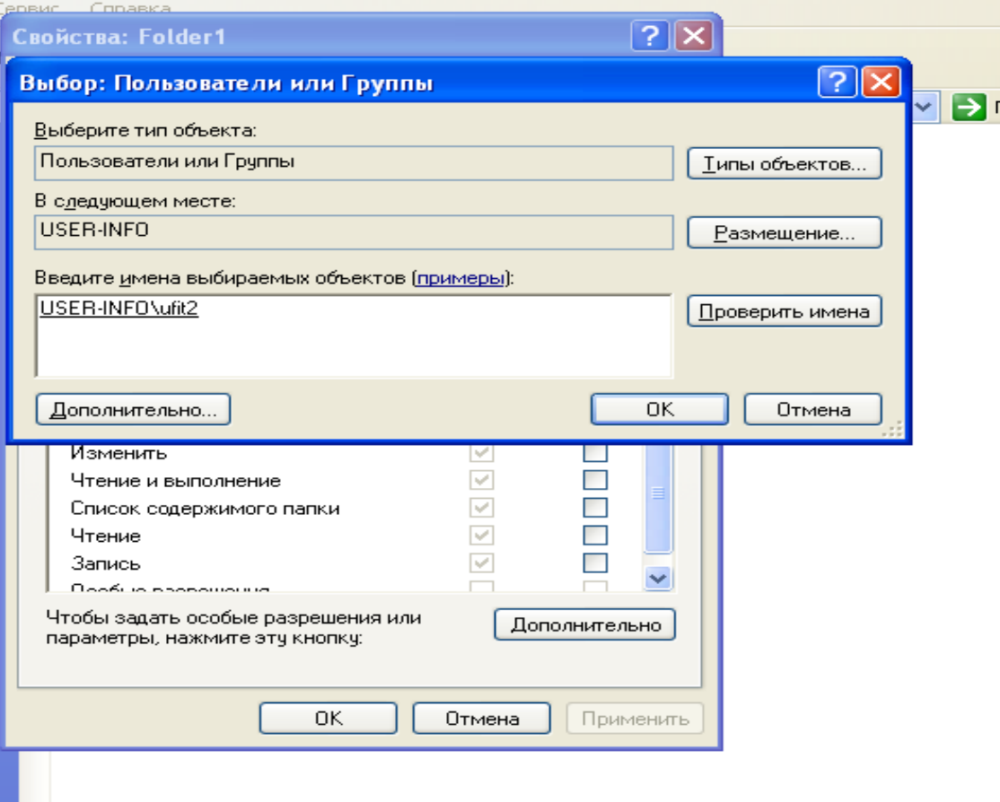 Сервис Справка
Свойства: Folder1
Выбор: Пользователи или Группы
Выберите тип объекта:
Пользователи или Группы
Типы объектов...
В следующем месте:
USER-INFO
Размещение...
Введите имена выбираемых объектов (примеры):
USER-INFO\ufit2
Проверить имена
Дополнительно...
OK
Отмена
Изменить
Чтение и выполнение
Список содержимого папки
Чтение
Запись
Особые разрешения
Чтобы задать особые разрешения или
параметры, нажмите эту кнопку:
Дополнительно
OK
Отмена
Применить